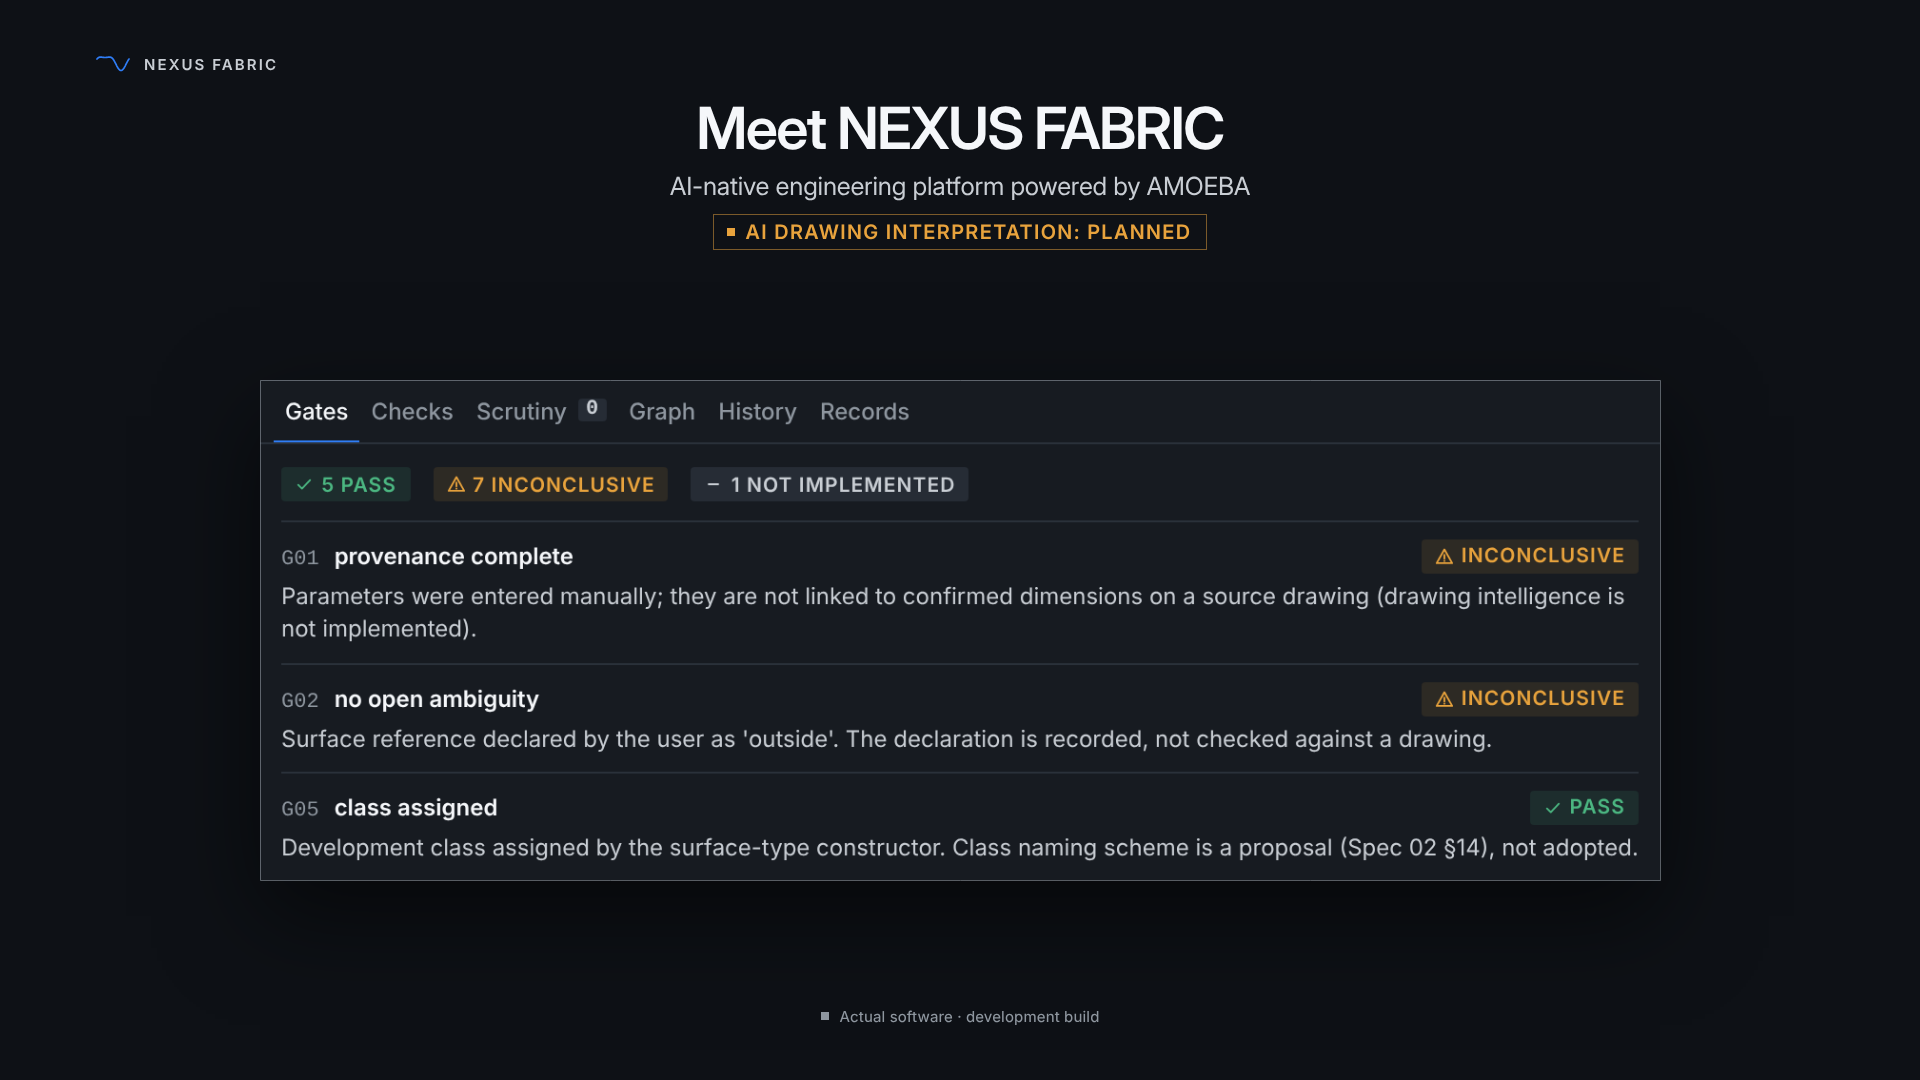 NEXUS FABRIC
Meet NEXUS FABRIC
AI-native engineering platform powered by AMOEBA
AI DRAWING INTERPRETATION: PLANNED
Gates Checks Scrutiny 0 Graph History Records
5 PASS 7 INCONCLUSIVE 1 NOT IMPLEMENTED
G01 provenance complete INCONCLUSIVE
Parameters were entered manually; they are not linked to confirmed dimensions on a source drawing (drawing intelligence is
not implemented).
G02 no open ambiguity INCONCLUSIVE
Surface reference declared by the user as 'outside'. The declaration is recorded, not checked against a drawing.
G05 class assigned PASS
Development class assigned by the surface-type constructor. Class naming scheme is a proposal (Spec 02 §14), not adopted.
Actual software · development build